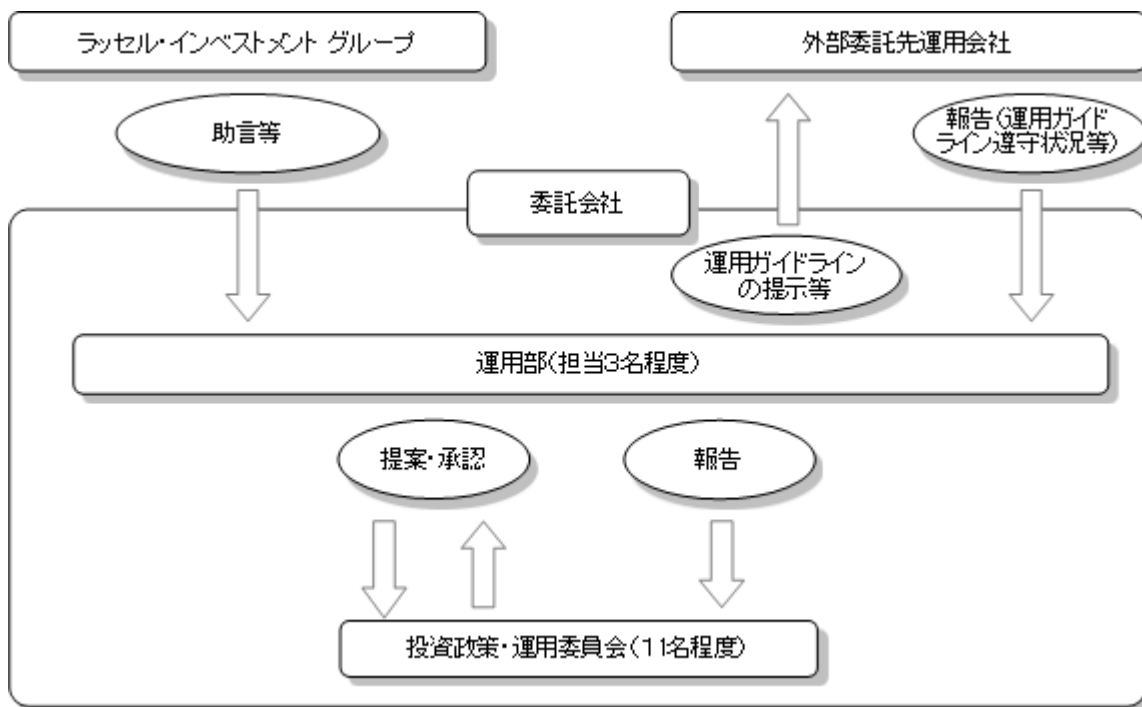 ラッセル・インベストメント グループ
外部委託先運用会社
助言等
報告(運用ガイド
ライン遵守状況等)
委託会社
運用ガイドライン
の提示等
運用部(担当3名程度)
提案・承認
報告
投資政策・運用委員会(11名程度)